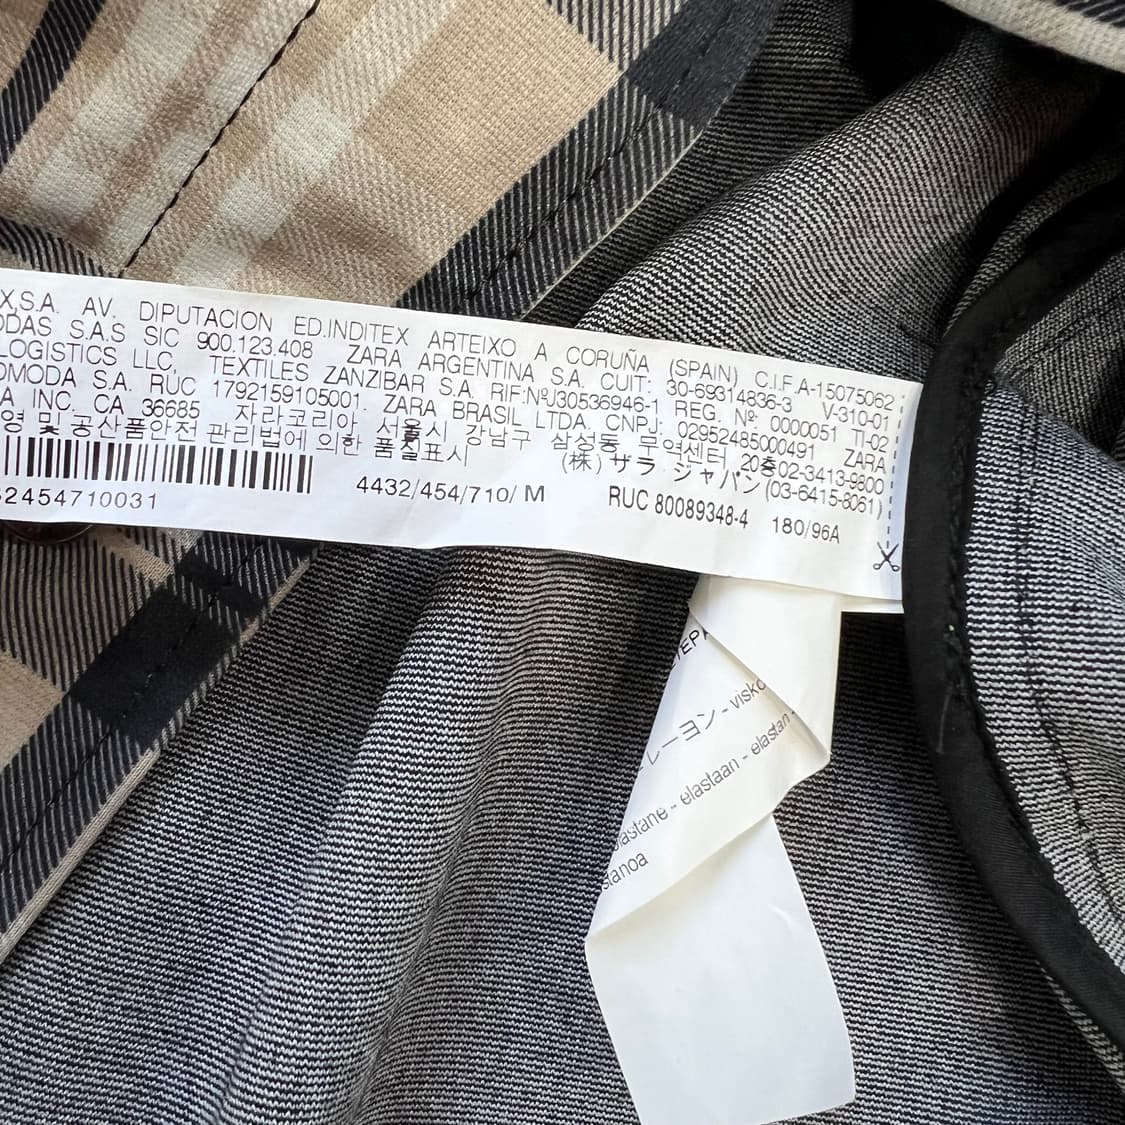 X,S.A. AV. DIPUTACION ED.INDITEX ARTEIXO A CORUÑA (SPAIN) C.I.F.A-15075062
ODAS S.A.S SIC 900.123.408 ZARA ARGENTINA S.A. CUIT: 30-69314836-3 V-310-01
LOGISTICS LLC, TEXTILES ZANZIBAR S.A. RIF:NºJ30536946-1 REG. Nº 0000051 TI-02
OMODA S.A. RUC 1792159105001. ZARA BRASIL LTDA. CNPJ: 02952485000491 ZARA
A INC. CA 36685 자라코리아 서울시 강남구 삼성동 무역센터 20층02-3413-9800
영 및 공산품안전 관리법에 의한 품질표시 (株) ザラ ジャパン(03-6415-8061)
2454710031 4432/454/710/ M RUC 80089348-4 180/96A
レーヨン - visko
elastane - elastaan - elastan -
stanoa